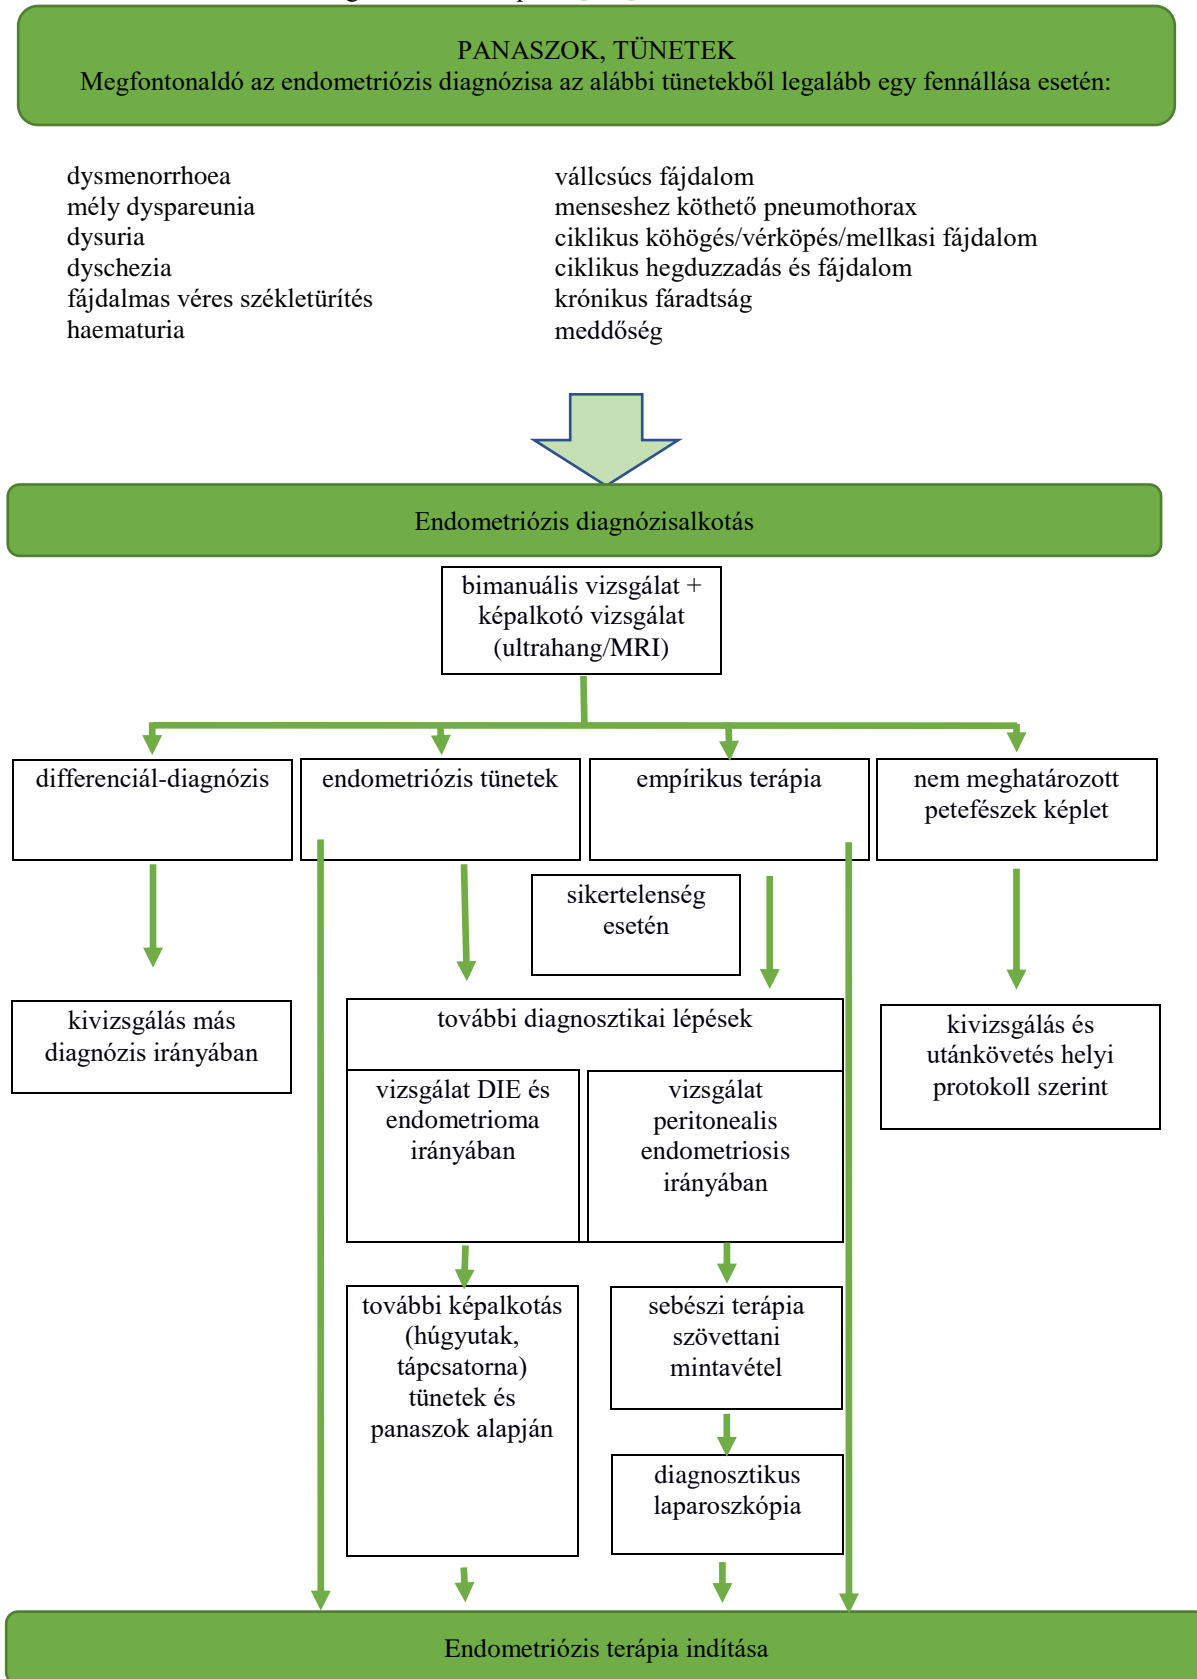 PANASZOK, TÜNETEK
Megfontonaldó az endometriózis diagnózisa az alábbi tünetekből legalább egy fennállása esetén:
dysmenorrhoea
mély dyspareunia
dysuria
dyschezia
fájdalmas véres székletürítés
haematuria
vállcsúcs fájdalom
menseshez köthető pneumothorax
ciklikus köhögés/vérköpés/mellkasi fájdalom
ciklikus hegduzzadás és fájdalom
krónikus fáradtság
meddőség
Endometriózis diagnózisalkotás
bimanuális vizsgálat +
képalkotó vizsgálat
(ultrahang/MRI)
differenciál-diagnózis
endometriózis tünetek
empírikus terápia
nem meghatározott
petefészek képlet
sikertelenség
esetén
kivizsgálás más
diagnózis irányában
további diagnosztikai lépések
kivizsgálás és
utánkövetés helyi
protokoll szerint
vizsgálat DIE és
endometrioma
irányában
vizsgálat
peritonealis
endometriosis
irányában
további képalkotás
(húgyutak,
tápcsatorna)
tünetek és
panaszok alapján
sebészi terápia
szövettani
mintavétel
diagnosztikus
laparoszkópia
Endometriózis terápia indítása